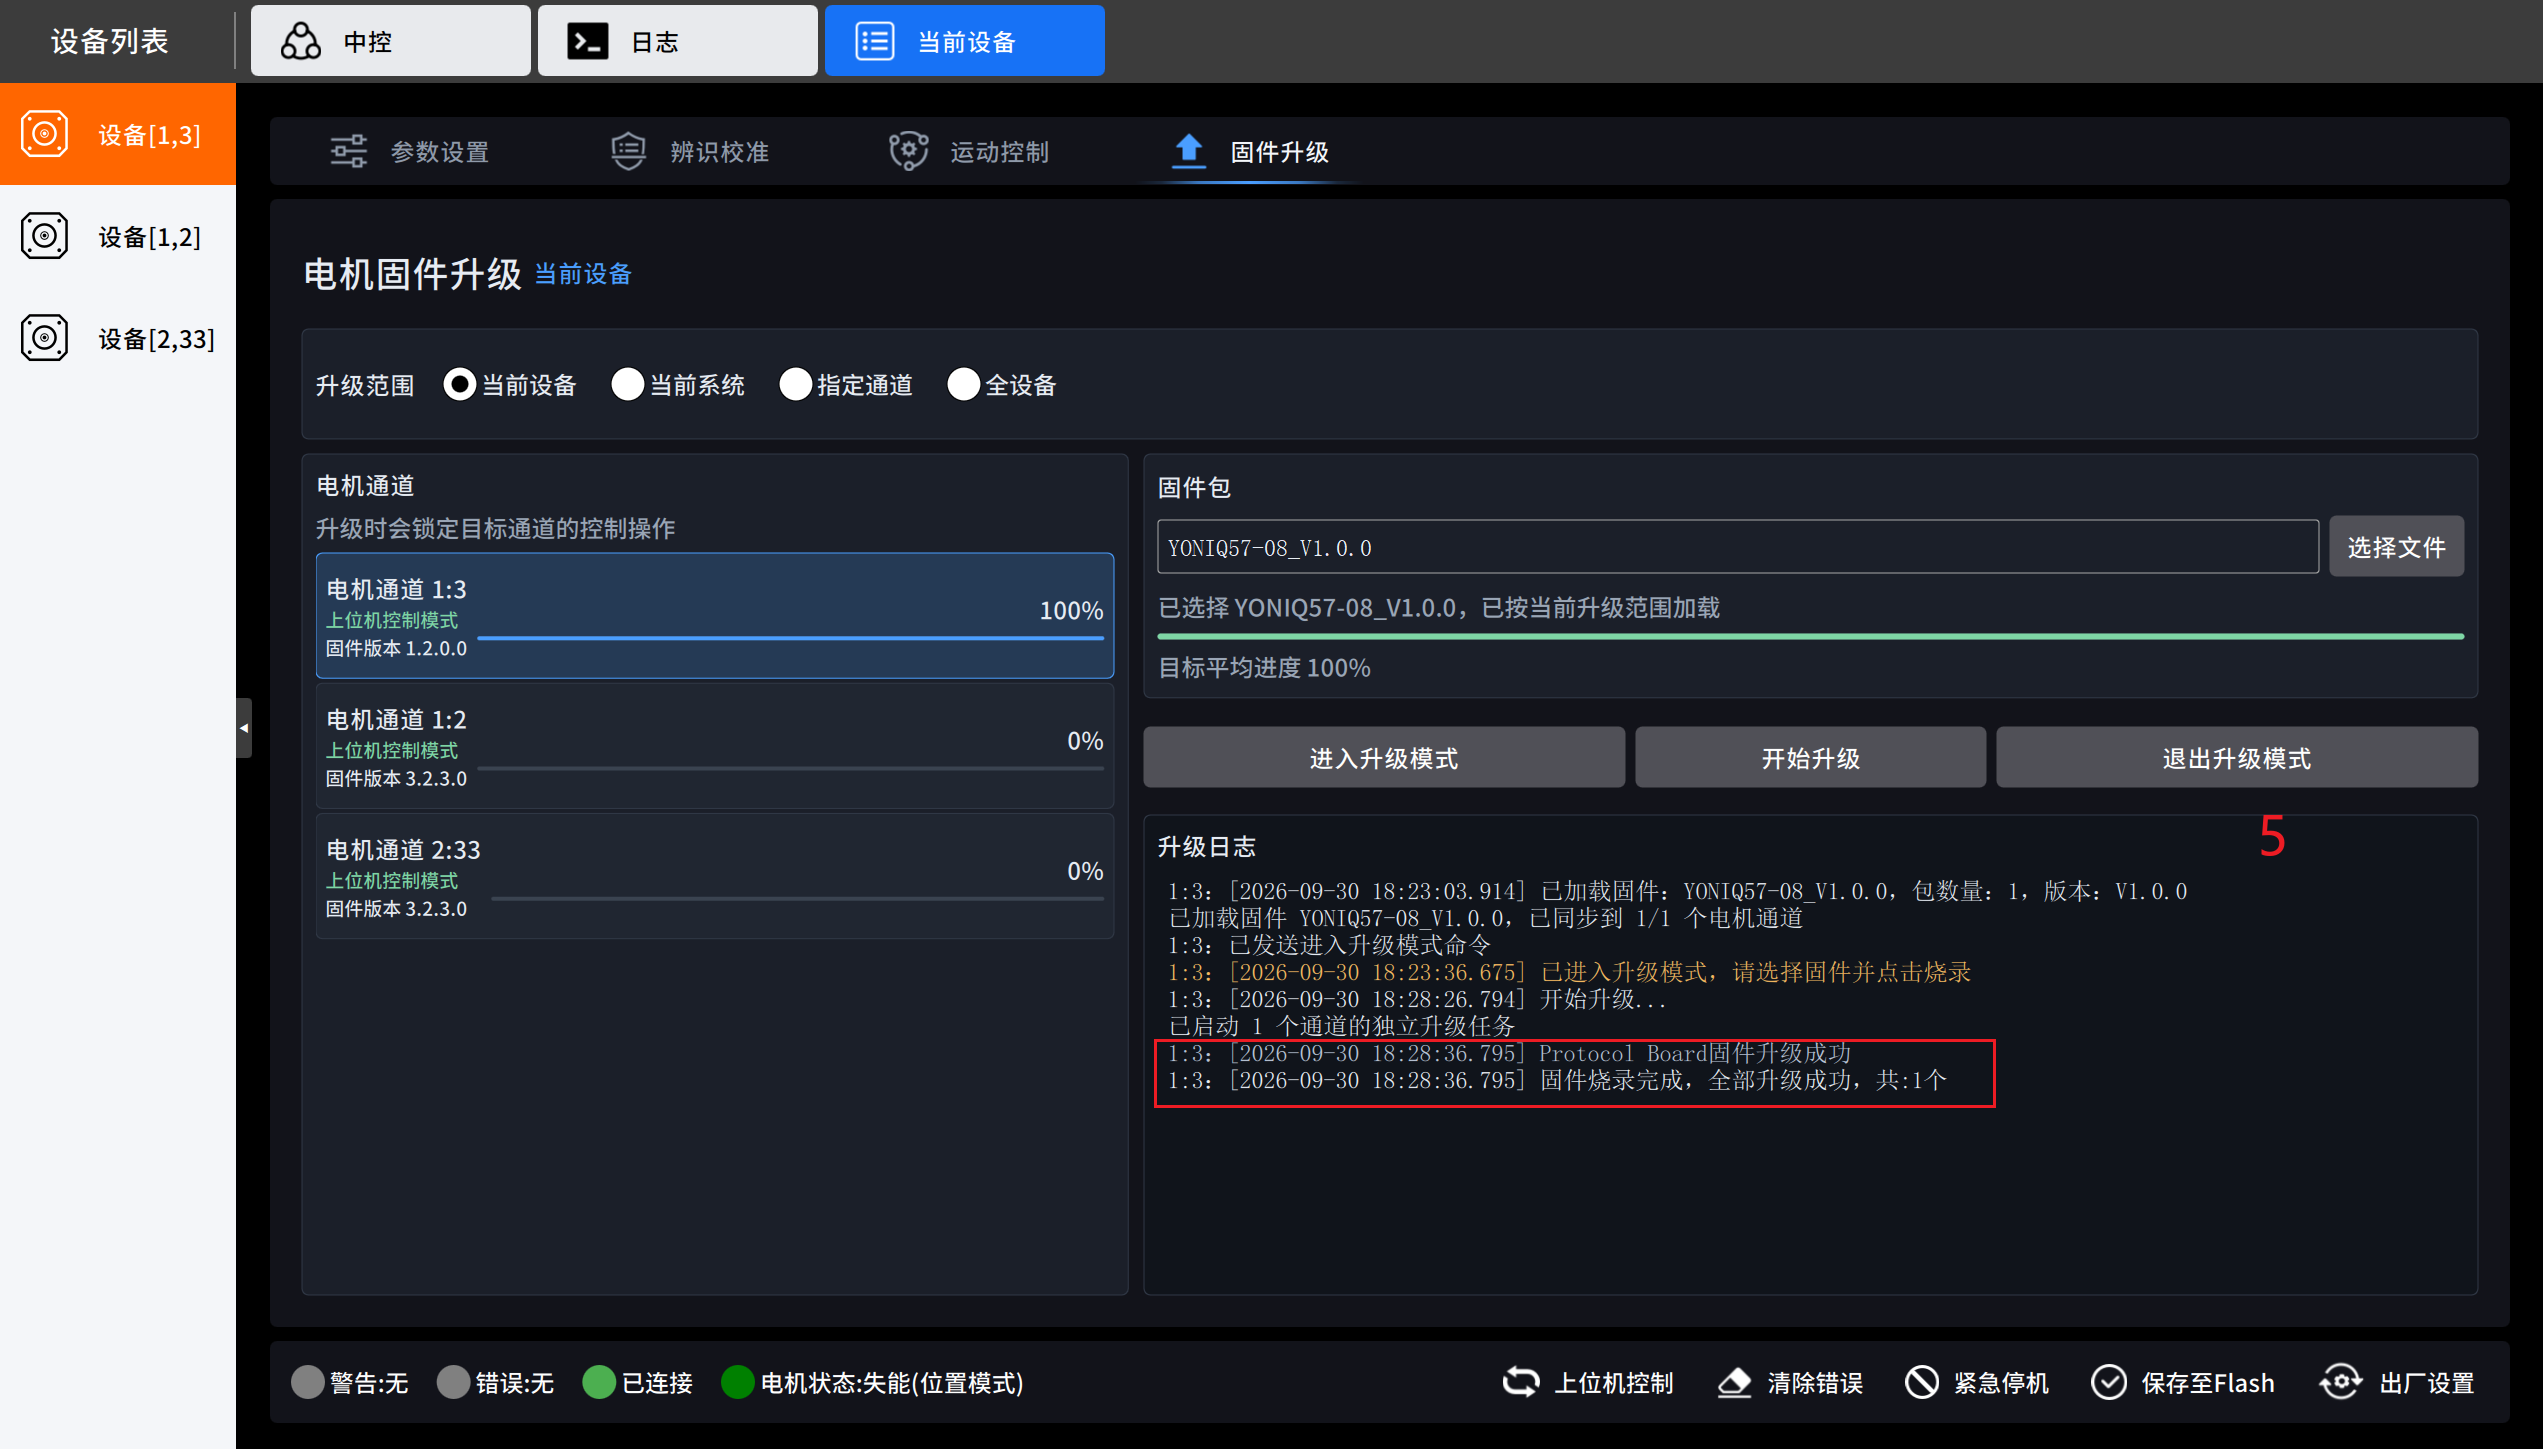 设备列表
中控
日志
当前设备
设备[1,3]
设备[1,2]
设备[2,33]
参数设置
辨识校准
运动控制
固件升级
电机固件升级 当前设备
升级范围 当前设备 当前系统 指定通道 全设备
电机通道
升级时会锁定目标通道的控制操作
电机通道 1:3
上位机控制模式
固件版本 1.2.0.0
100%
电机通道 1:2
上位机控制模式
固件版本 3.2.3.0
0%
电机通道 2:33
上位机控制模式
固件版本 3.2.3.0
0%
固件包
YONIQ57-08_V1.0.0
选择文件
已选择 YONIQ57-08_V1.0.0，已按当前升级范围加载
目标平均进度 100%
进入升级模式
开始升级
退出升级模式
5
升级日志
1:3: [2026-09-30 18:23:03.914] 已加载固件: YONIQ57-08_V1.0.0, 包数量: 1, 版本: V1.0.0
已加载固件 YONIQ57-08_V1.0.0, 已同步到 1/1 个电机通道
1:3: 已发送进入升级模式命令
1:3: [2026-09-30 18:23:36.675] 已进入升级模式, 请选择固件并点击烧录
1:3: [2026-09-30 18:28:26.794] 开始升级...
已启动 1 个通道的独立升级任务
1:3: [2026-09-30 18:28:36.795] Protocol Board固件升级成功
1:3: [2026-09-30 18:28:36.795] 固件烧录完成, 全部升级成功, 共:1个
警告:无
错误:无
已连接
电机状态:失能(位置模式)
上位机控制
清除错误
紧急停机
保存至Flash
出厂设置